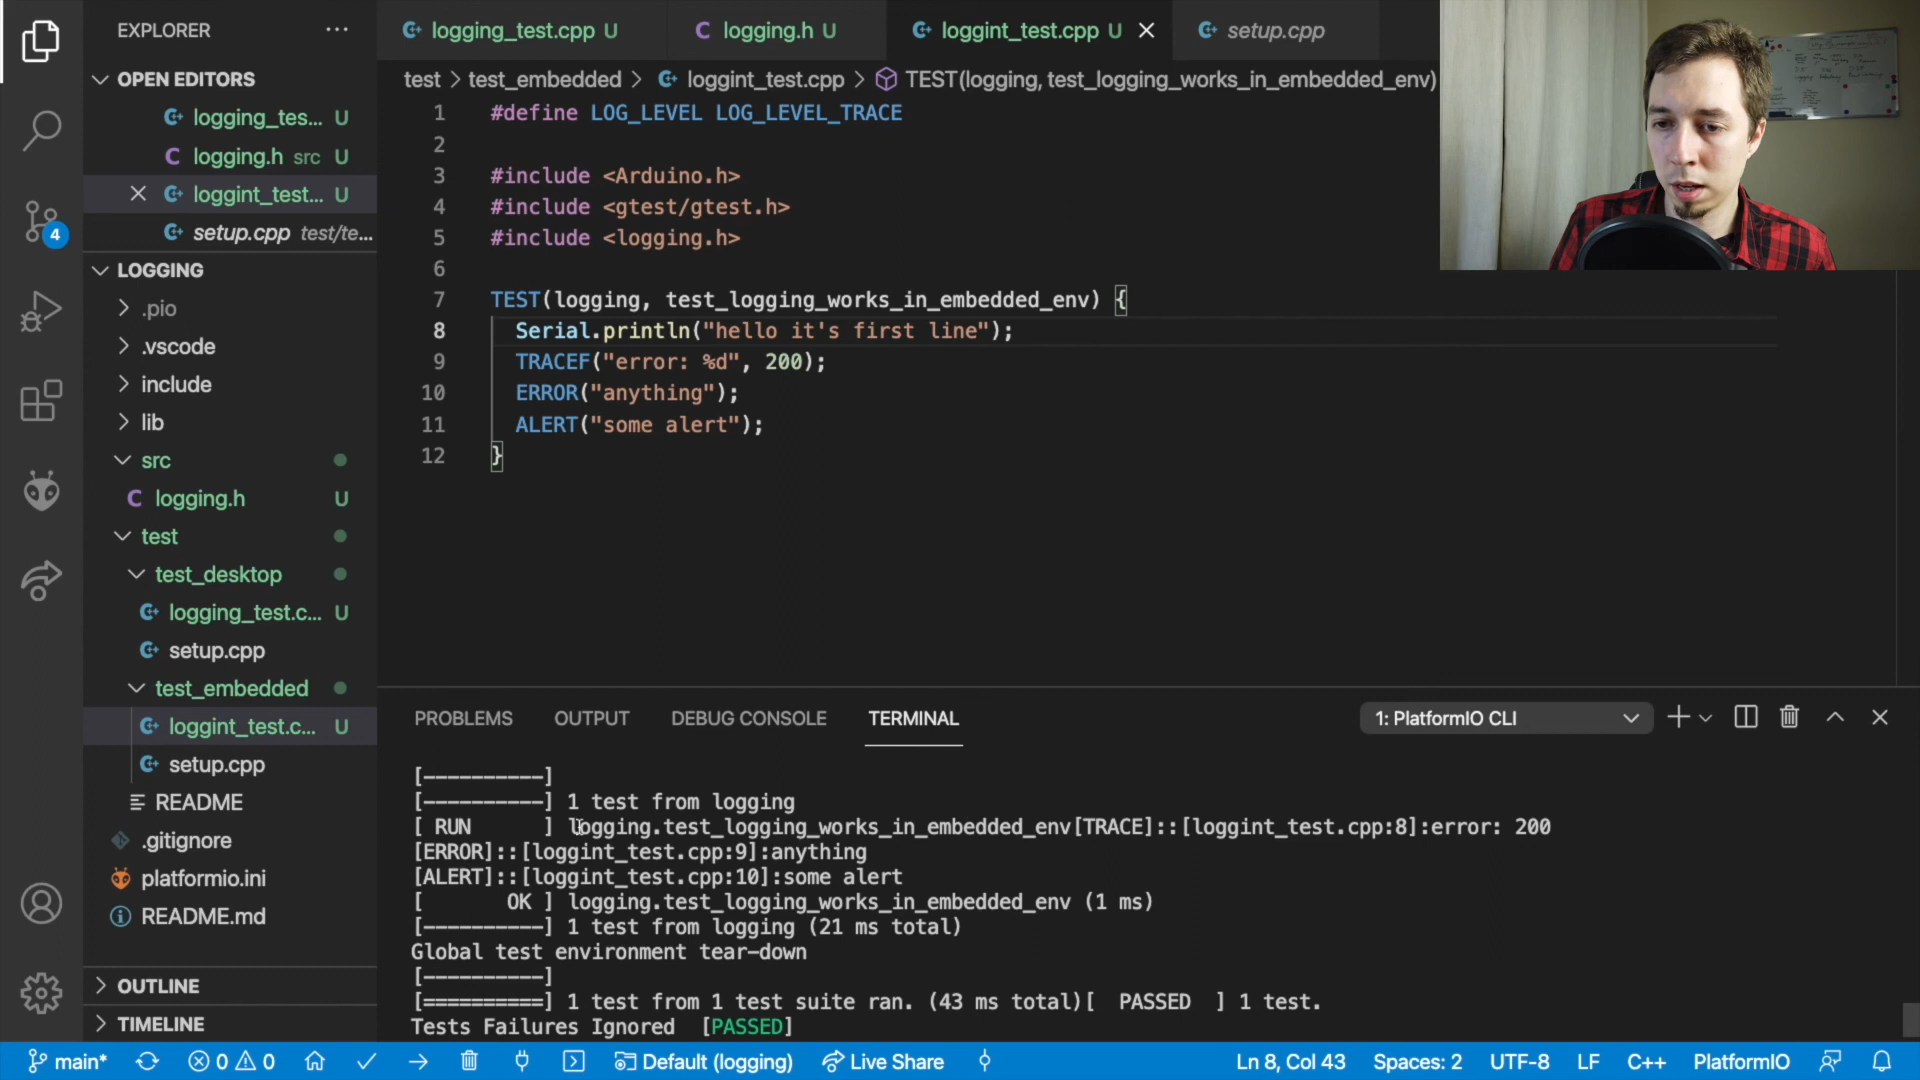 EXPLORER
OPEN EDITORS
logging_tes... U
logging.h src U
loggint_test... U
setup.cpp test/te...
4
LOGGING
.pio
.vscode
include
lib
src
logging.h U
test
test_desktop
logging_test.c... U
setup.cpp
test_embedded
loggint_test.c... U
setup.cpp
README
.gitignore
platformio.ini
README.md
OUTLINE
TIMELINE
logging_test.cpp U
logging.h U
loggint_test.cpp U
setup.cpp
test > test_embedded > loggint_test.cpp > TEST(logging, test_logging_works_in_embedded_env)
1 #define LOG_LEVEL LOG_LEVEL_TRACE
2
3 #include <Arduino.h>
4 #include <gtest/gtest.h>
5 #include <logging.h>
6
7 TEST(logging, test_logging_works_in_embedded_env) {
8 Serial.println("hello it's first line");
9 TRACEF("error: %d", 200);
10 ERROR("anything");
11 ALERT("some alert");
12 }
PROBLEMS OUTPUT DEBUG CONSOLE TERMINAL
1: PlatformIO CLI
[----------]
[----------] 1 test from logging
[ RUN      ] logging.test_logging_works_in_embedded_env[TRACE]::[loggint_test.cpp:8]:error: 200
[ERROR]::[loggint_test.cpp:9]:anything
[ALERT]::[loggint_test.cpp:10]:some alert
[       OK ] logging.test_logging_works_in_embedded_env (1 ms)
[----------] 1 test from logging (21 ms total)
Global test environment tear-down
[----------]
[==========] 1 test from 1 test suite ran. (43 ms total)[  PASSED  ] 1 test.
Tests Failures Ignored  [PASSED]
main* 0 0 Default (logging) Live Share Ln 8, Col 43 Spaces: 2 UTF-8 LF C++ PlatformIO